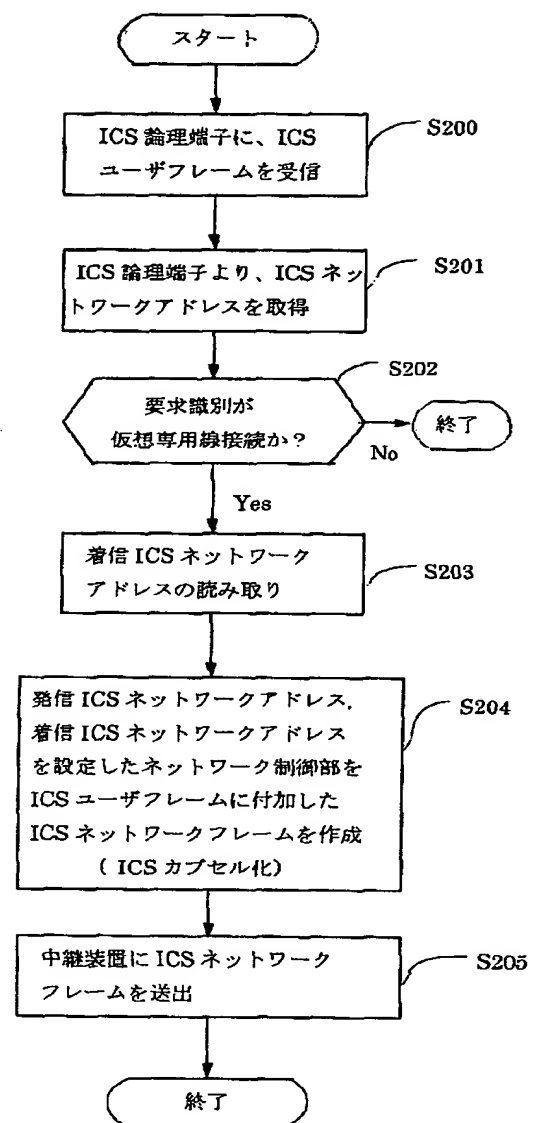 スタート
ICS 論理端子に、ICS
ユーザフレームを受信
S200
ICS 論理端子より、ICS ネッ
トワークアドレスを取得
S201
S202
要求識別が
仮想専用線接続か？
終了
No
Yes
着信 ICS ネットワーク
アドレスの読み取り
S203
発信 ICS ネットワークアドレス,
着信 ICS ネットワークアドレス
を設定したネットワーク制御部を
ICS ユーザフレームに付加した
ICS ネットワークフレームを作成
( ICS カプセル化)
S204
中継装置に ICS ネットワーク
フレームを送出
S205
終了